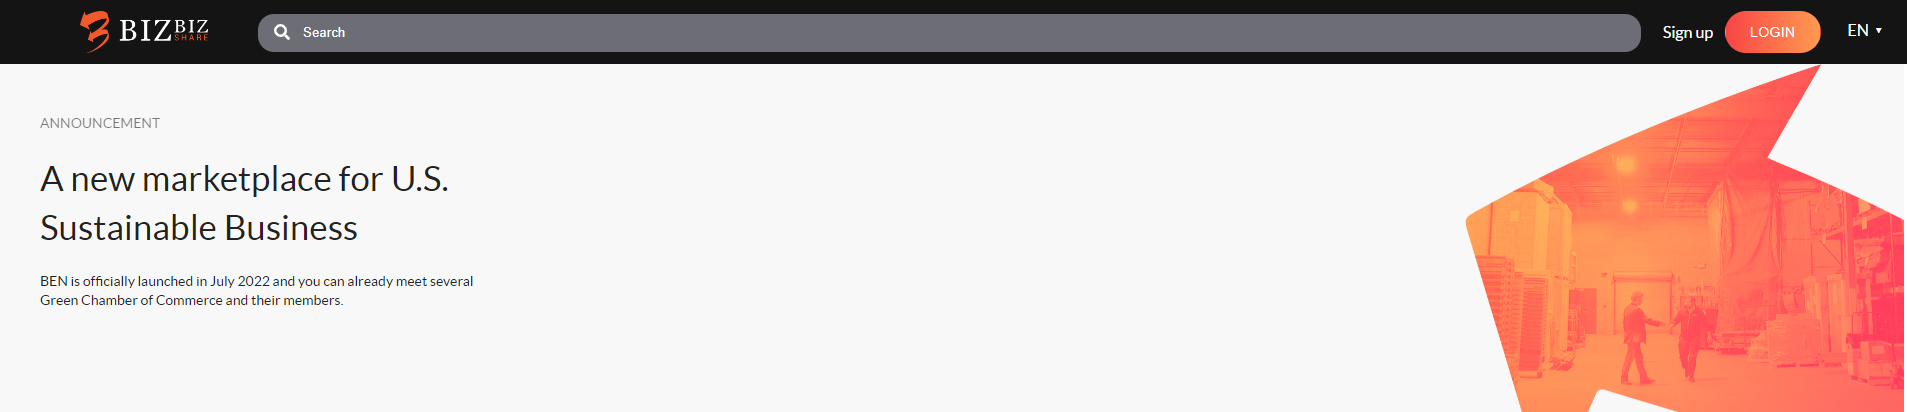 BIZBIZ
SHARE
Search
Sign up
LOGIN
EN
ANNOUNCEMENT
A new marketplace for U.S.
Sustainable Business
BEN is officially launched in July 2022 and you can already meet several
Green Chamber of Commerce and their members.